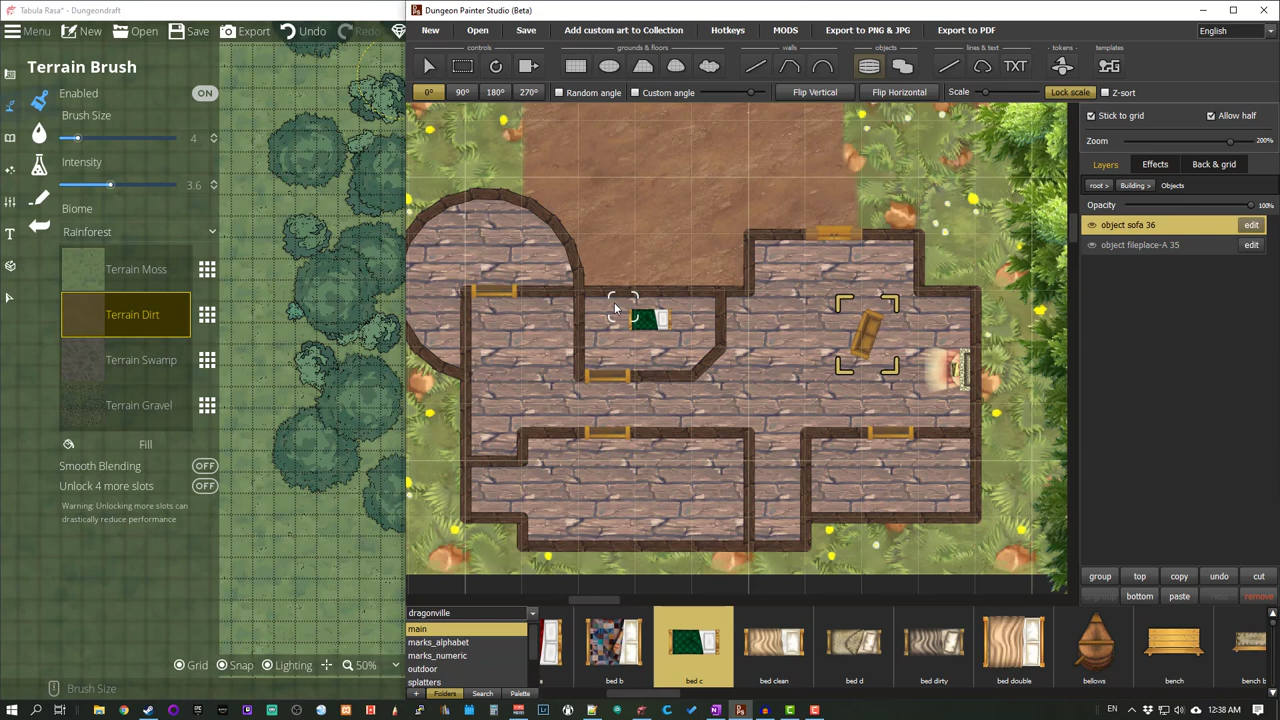 Tabula Rasa* - Dungeondraft
Menu New Open Save Export Undo Redo
Terrain Brush
Enabled ON
Brush Size
4
Intensity
3.6
Biome
Rainforest
Terrain Moss
Terrain Dirt
Terrain Swamp
Terrain Gravel
Fill
Smooth Blending OFF
Unlock 4 more slots OFF
Warning: Unlocking more slots can
drastically reduce performance
Grid Snap Lighting 50%
Brush Size
Dungeon Painter Studio (Beta)
New Open Save Add custom art to Collection Hotkeys MODS Export to PNG & JPG Export to PDF English
controls grounds & floors walls objects lines & text tokens templates
TXT
0° 90° 180° 270° Random angle Custom angle Flip Vertical Flip Horizontal Scale Lock scale Z-sort
Stick to grid Allow half
Zoom 200%
Layers Effects Back & grid
root > Building > Objects
Opacity 100%
object sofa 36 edit
object fileplace-A 35 edit
group top copy undo cut
ungroup bottom paste redo remove
dragonville
main
marks_alphabet
marks_numeric
outdoor
splatters
+ Folders Search Palette
bed b bed c bed clean bed d bed dirty bed double bellows bench bench b
EN 12:38 AM